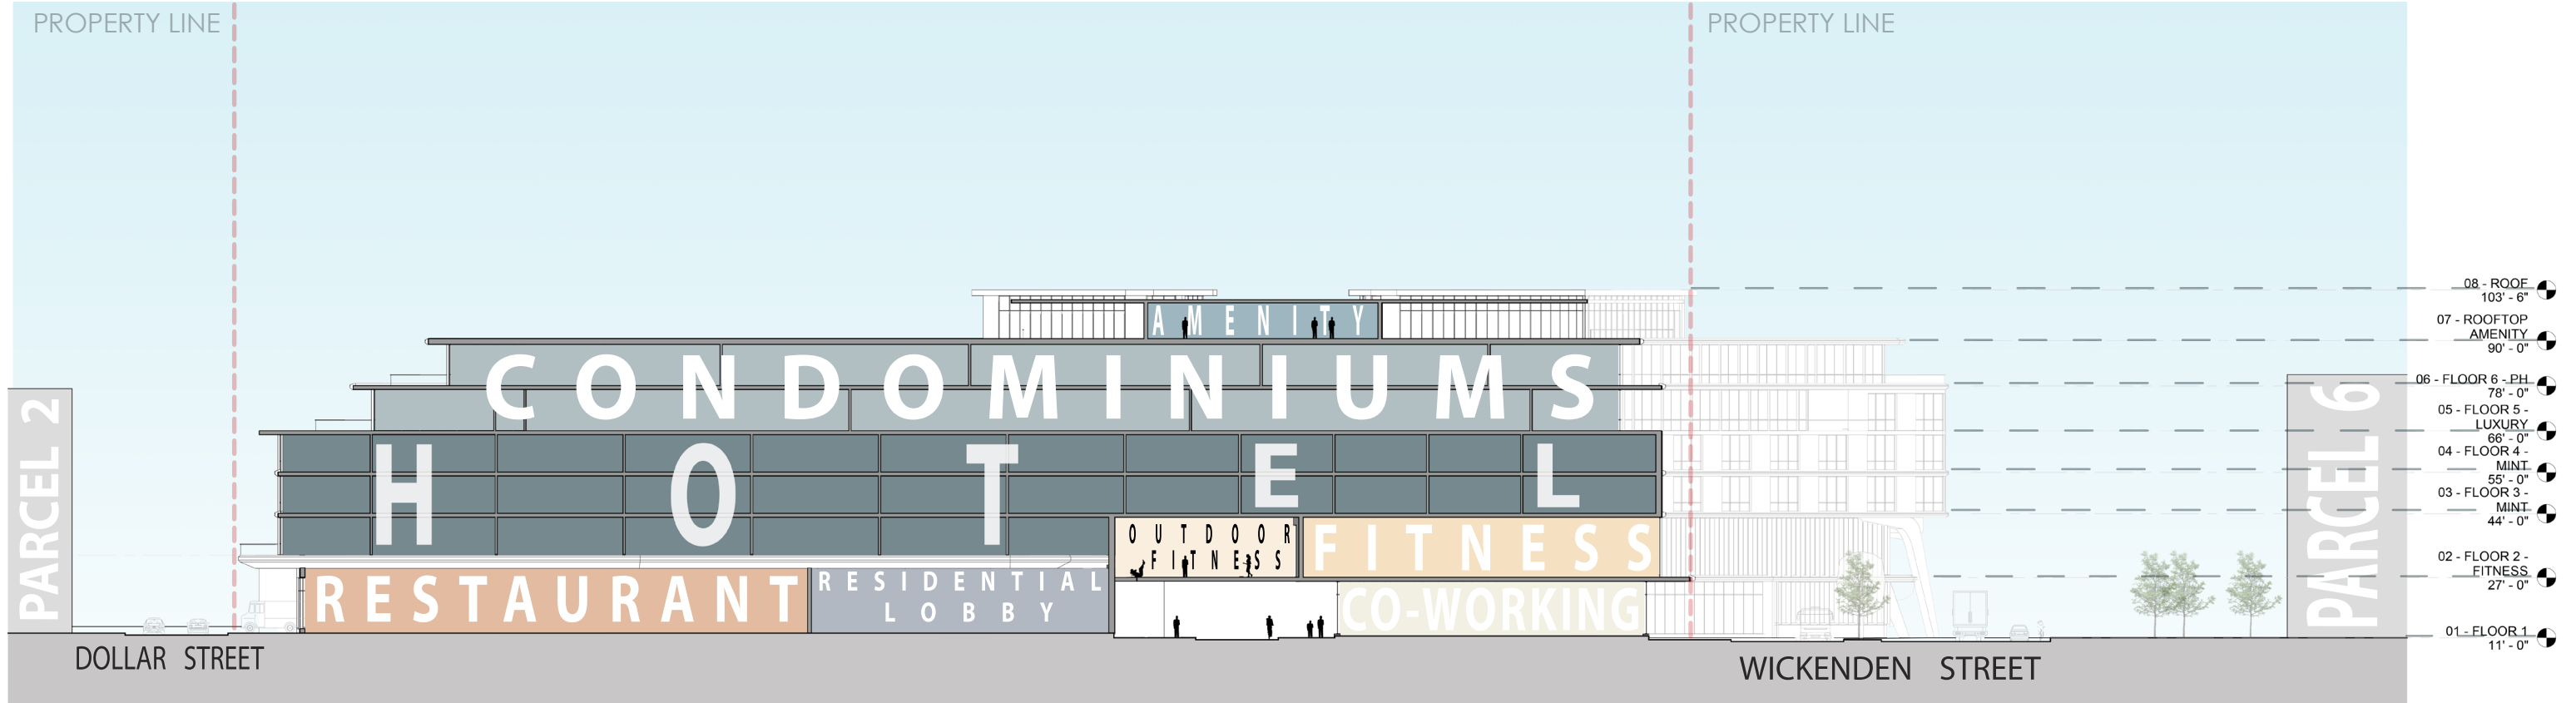 PROPERTY LINE
PROPERTY LINE
08 - ROOF
103' - 6"
07 - ROOFTOP
AMENITY
90' - 0"
06 - FLOOR 6 - PH
78' - 0"
05 - FLOOR 5 -
LUXURY
66' - 0"
04 - FLOOR 4 -
MINT
55' - 0"
03 - FLOOR 3 -
MINT
44' - 0"
02 - FLOOR 2 -
FITNESS
27' - 0"
01 - FLOOR 1
11' - 0"
AMENITY
CONDOMINIUMS
HOTEL
OUTDOOR
FITNESS
FITNESS
RESTAURANT
RESIDENTIAL
LOBBY
CO-WORKING
PARCEL 2
PARCEL 6
DOLLAR STREET
WICKENDEN STREET